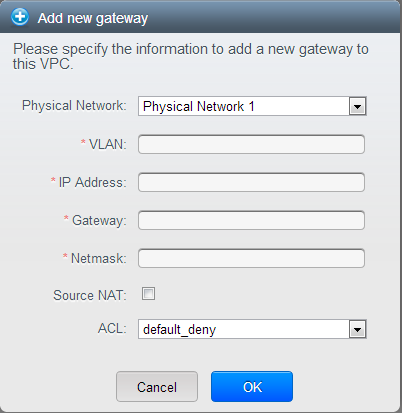 Add new gateway
Please specify the information to add a new gateway to
this VPC.
Physical Network: Physical Network 1
* VLAN:
* IP Address:
* Gateway:
* Netmask:
Source NAT:
ACL: default_deny
Cancel OK